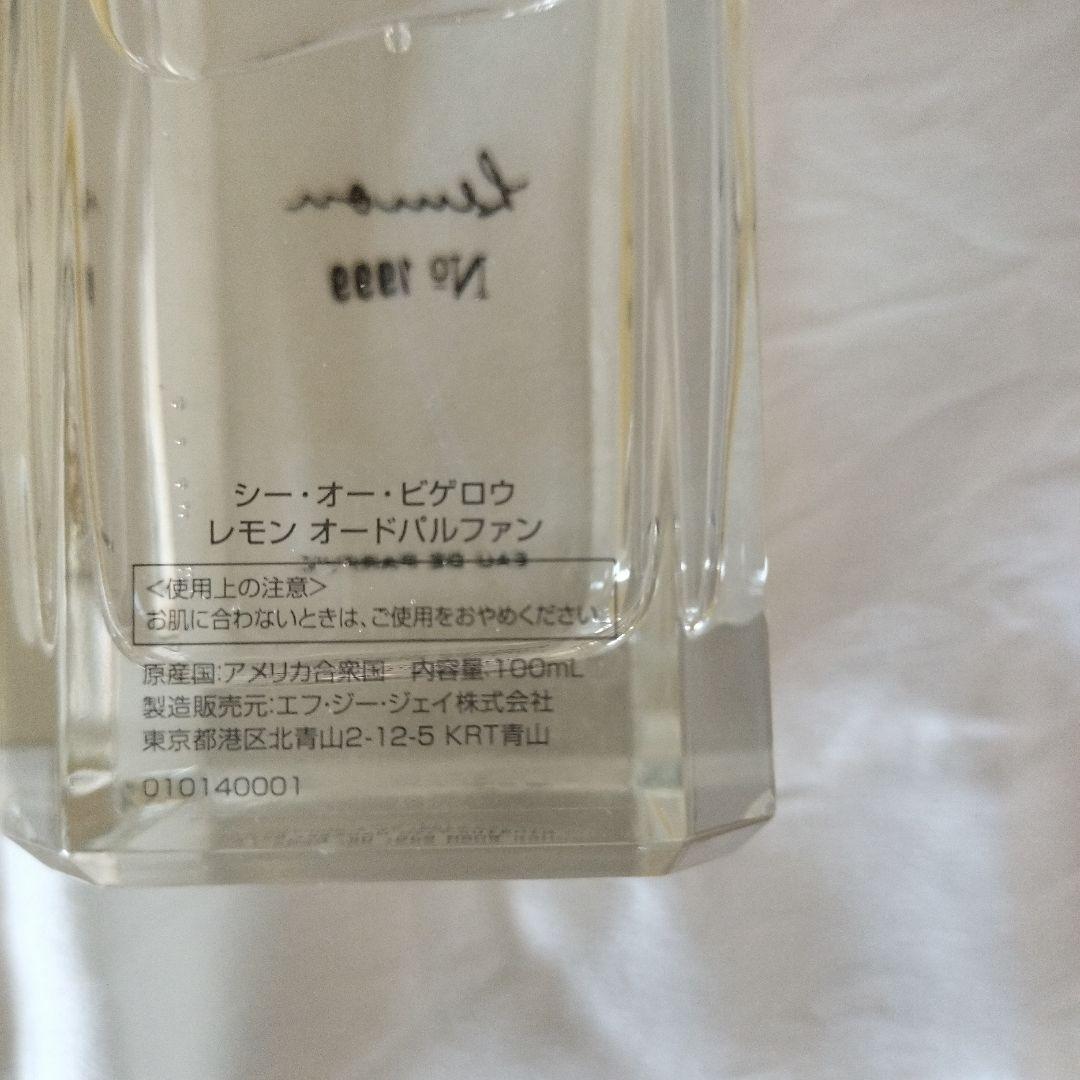 Lemon
Nº 1999
シー・オー・ビゲロウ
レモン オードパルファン
EAU DE PARFUM
<使用上の注意>
お肌に合わないときは、ご使用をおやめください。
原産国:アメリカ合衆国 内容量:100mL
製造販売元:エフ・ジー・ジェイ株式会社
東京都港区北青山2-12-5 KRT青山
010140001